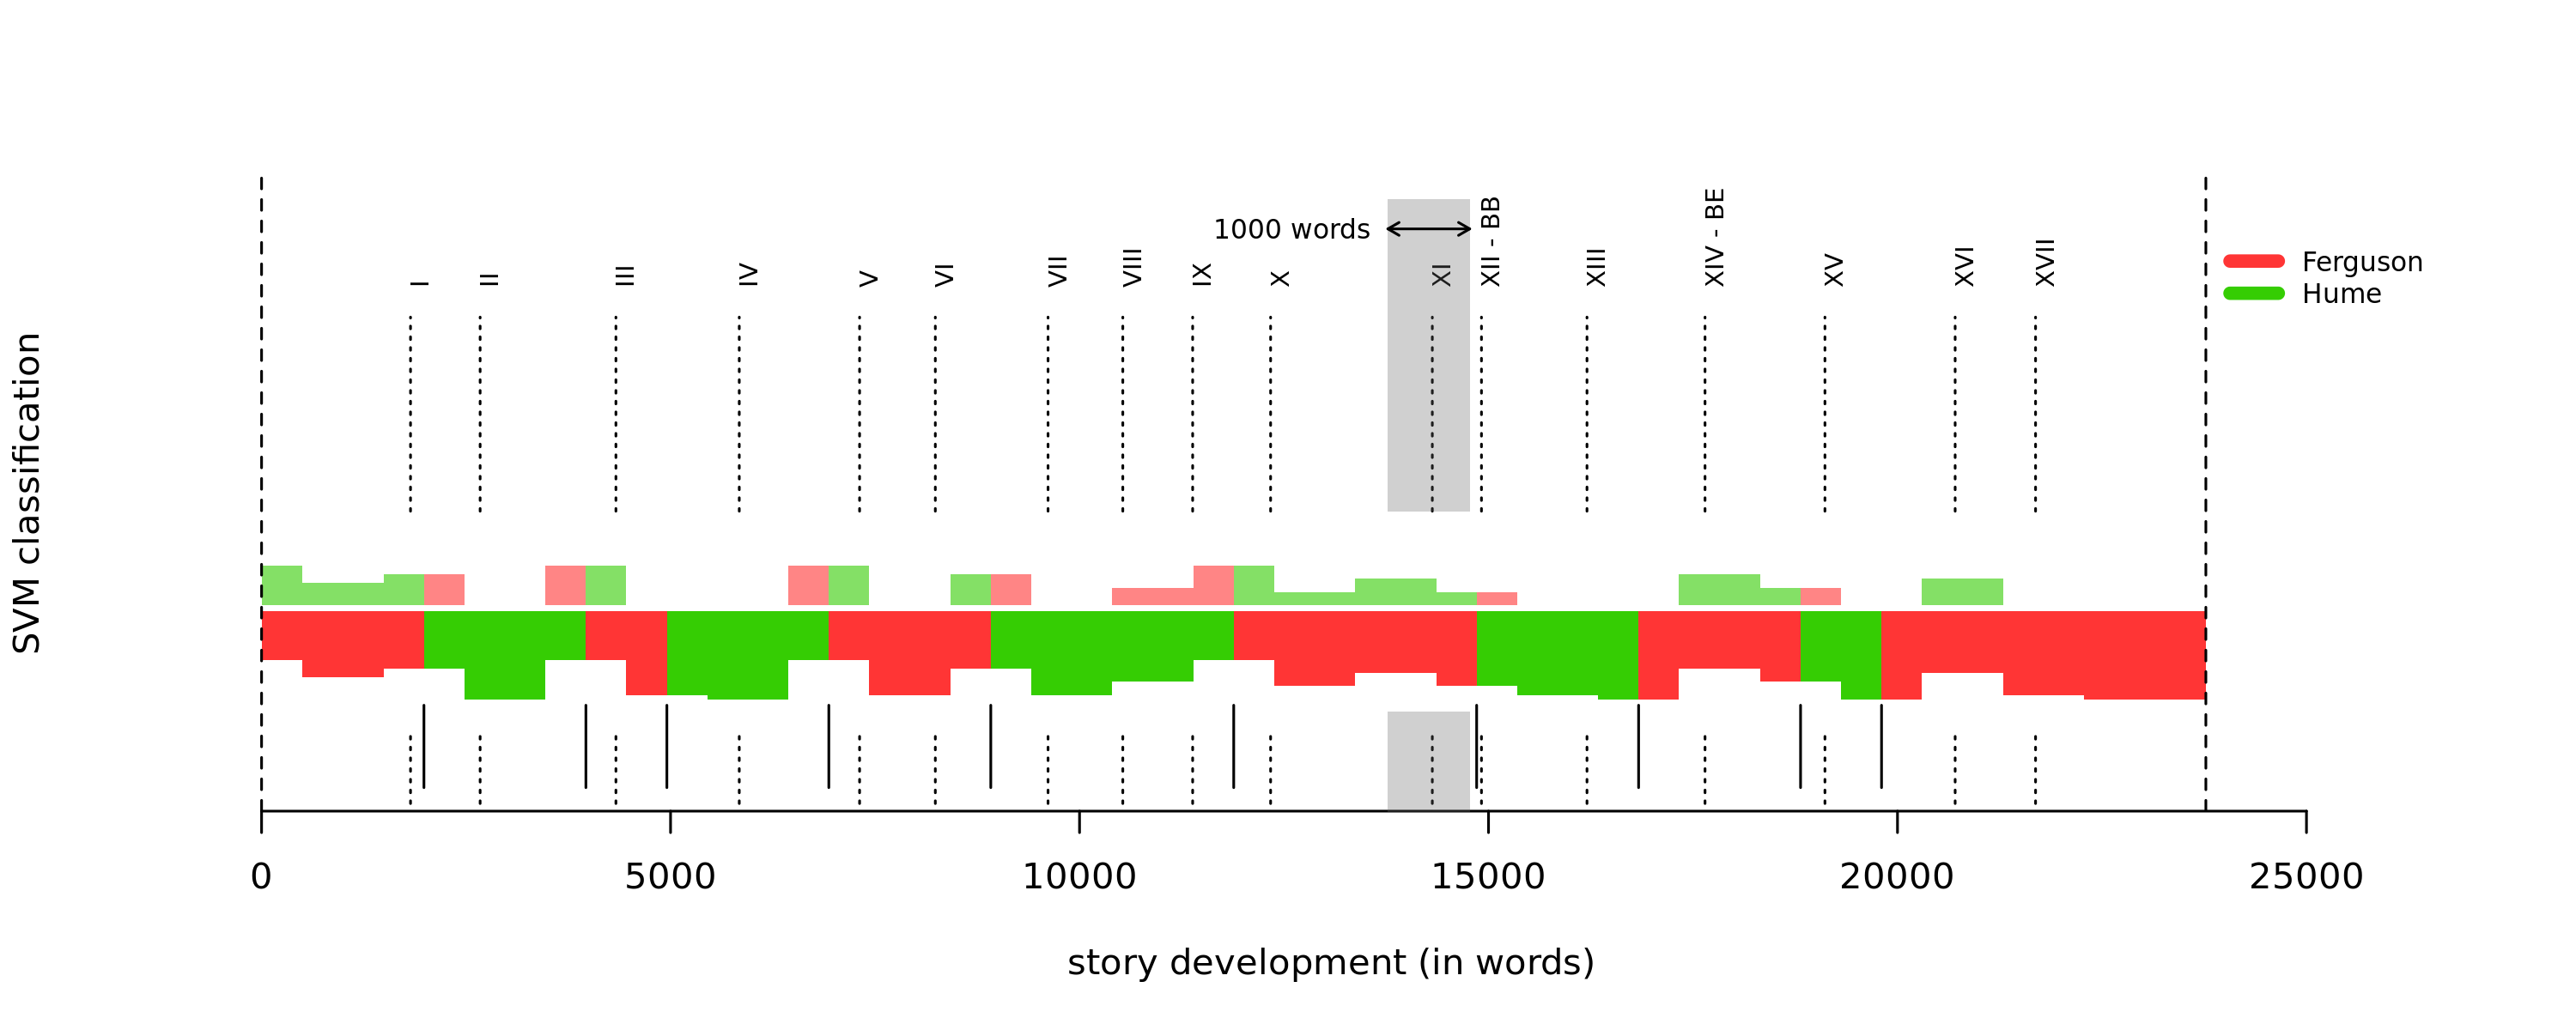 SVM classification
1000 words
I
II
III
IV
V
VI
VII
VIII
IX
X
XI
XII - BB
XIII
XIV - BE
XV
XVI
XVII
Ferguson
Hume
0
5000
10000
15000
20000
25000
story development (in words)